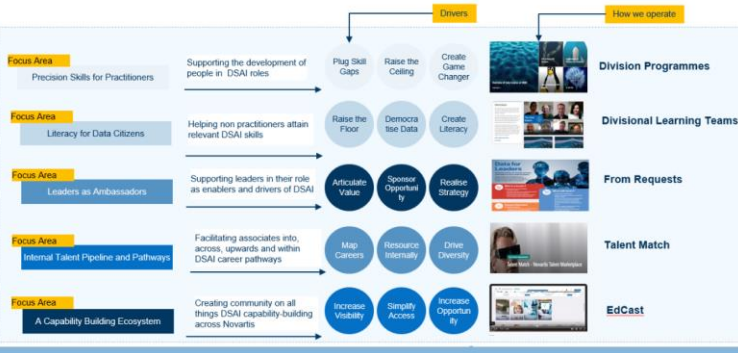 Drivers
How we operate
Focus Area
Precision Skills for Practitioners
Supporting the development of
people in DSAI roles
Plug Skill
Gaps
Raise the
Ceiling
Create
Game
Changer
Division Programmes
Focus Area
Literacy for Data Citizens
Helping non practitioners attain
relevant DSAI skills
Raise the
Floor
Democra
tise Data
Create
Literacy
Divisional Learning Teams
Focus Area
Leaders as Ambassadors
Supporting leaders in their role
as enablers and drivers of DSAI
Articulate
Value
Sponsor
Opportuni
ty
Realise
Strategy
Data for
Leaders
From Requests
Focus Area
Internal Talent Pipeline and Pathways
Facilitating associates into,
across, upwards and within
DSAI career pathways
Map
Careers
Resource
Internally
Drive
Diversity
Talent Match - Novartis Talent Marketplace
Talent Match
Focus Area
A Capability Building Ecosystem
Creating community on all
things DSAI capability-building
across Novartis
Increase
Visibility
Simplify
Access
Increase
Opportun
ity
EdCast